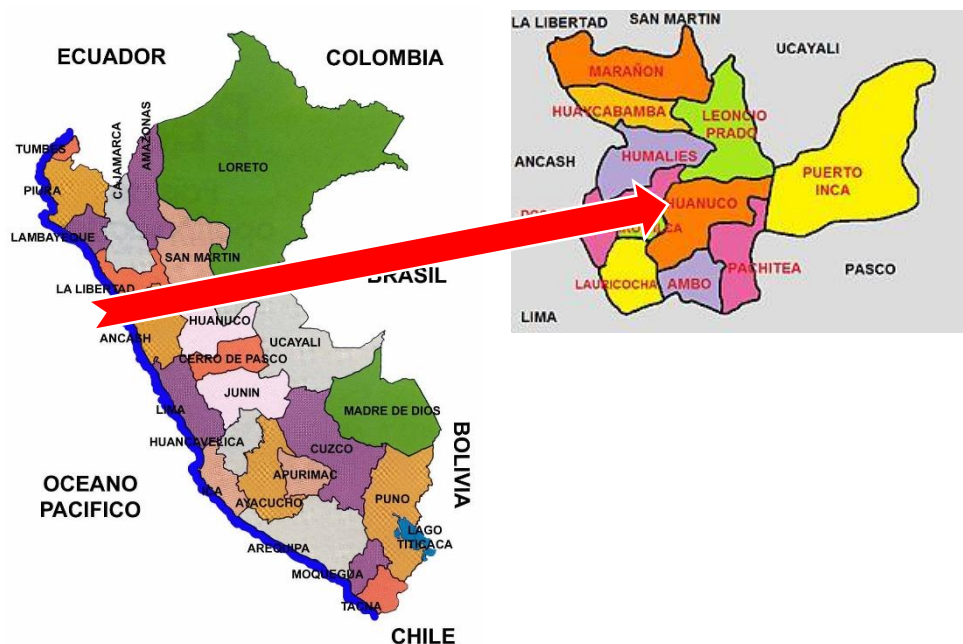 ECUADOR
COLOMBIA
TUMBES
PIURA
CAJAMARCA
AMAZONAS
LORETO
LAMBAYEQUE
SAN MARTIN
LA LIBERTAD
BRASIL
ANCASH
HUANUCO
UCAYALI
CERRO DE PASCO
JUNIN
LIMA
MADRE DE DIOS
HUANCAVELICA
CUZCO
BOLIVIA
APURIMAC
OCEANO
PACIFICO
ICA
AYACUCHO
PUNO
LAGO
TITICACA
AREQUIPA
MOQUEGUA
TACNA
CHILE
LA LIBERTAD
SAN MARTIN
UCAYALI
MARAÑON
HUAYCABAMBA
LEONCIO
PRADO
ANCASH
HUMALIES
PUERTO
INCA
HUANUCO
LAURICOCHA
AMBO
PACHITEA
PASCO
LIMA